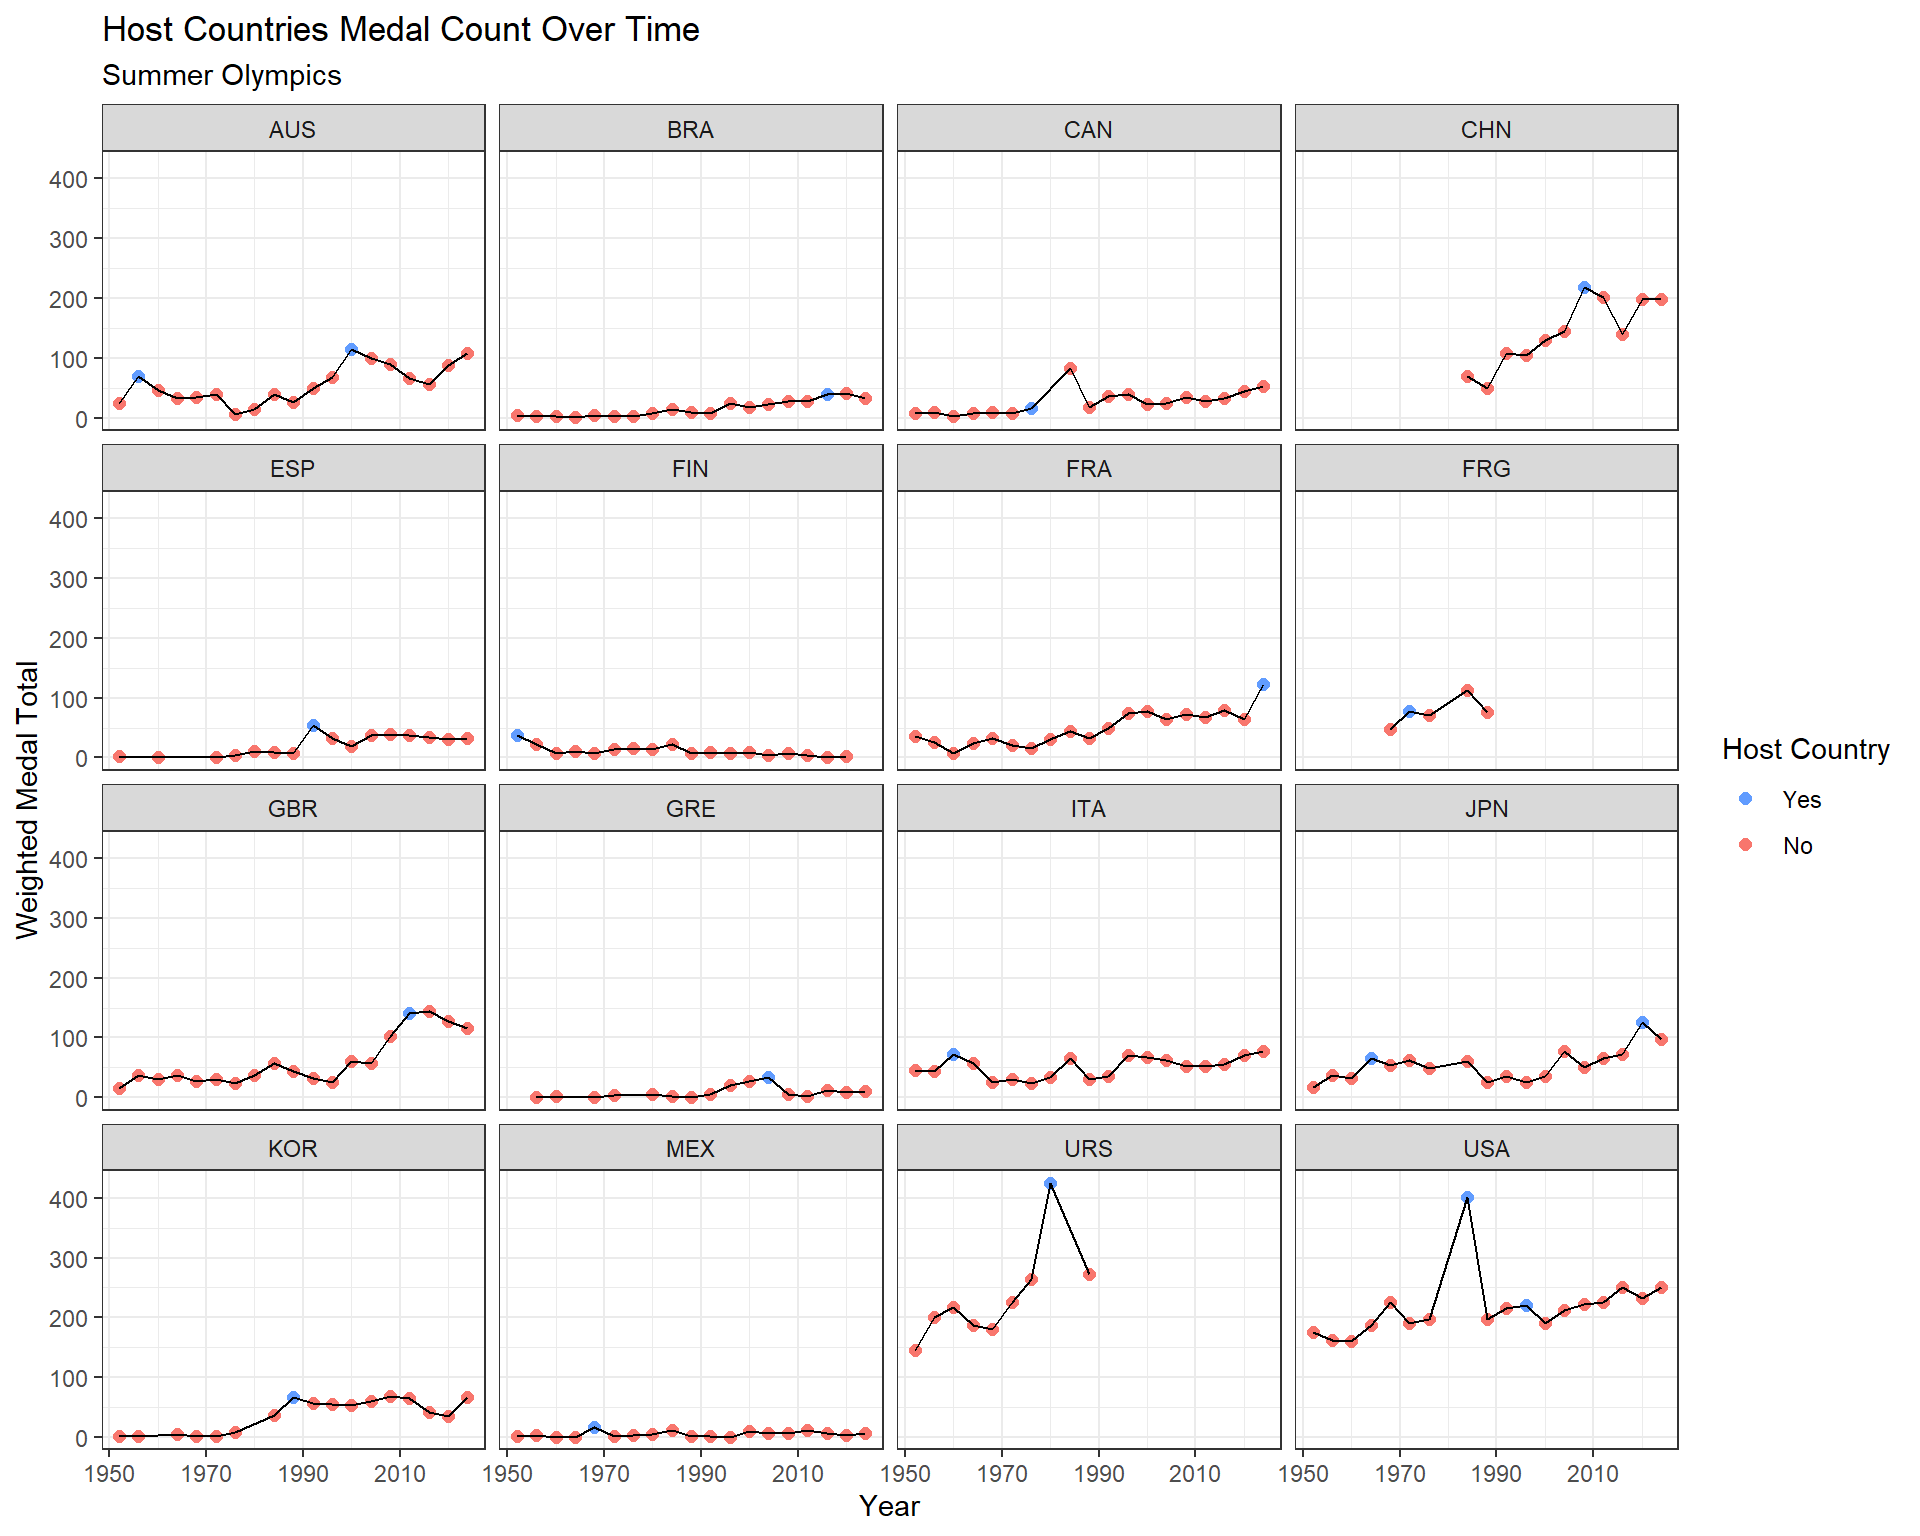 Host Countries Medal Count Over Time
Summer Olympics
AUS BRA CAN CHN
400
300
200
100
0
ESP FIN FRA FRG
400
300
200
100
0
GBR GRE ITA JPN
400
300
200
100
0
KOR MEX URS USA
400
300
200
100
0
1950 1970 1990 2010 1950 1970 1990 2010 1950 1970 1990 2010 1950 1970 1990 2010
Year
Weighted Medal Total
Host Country
Yes
No